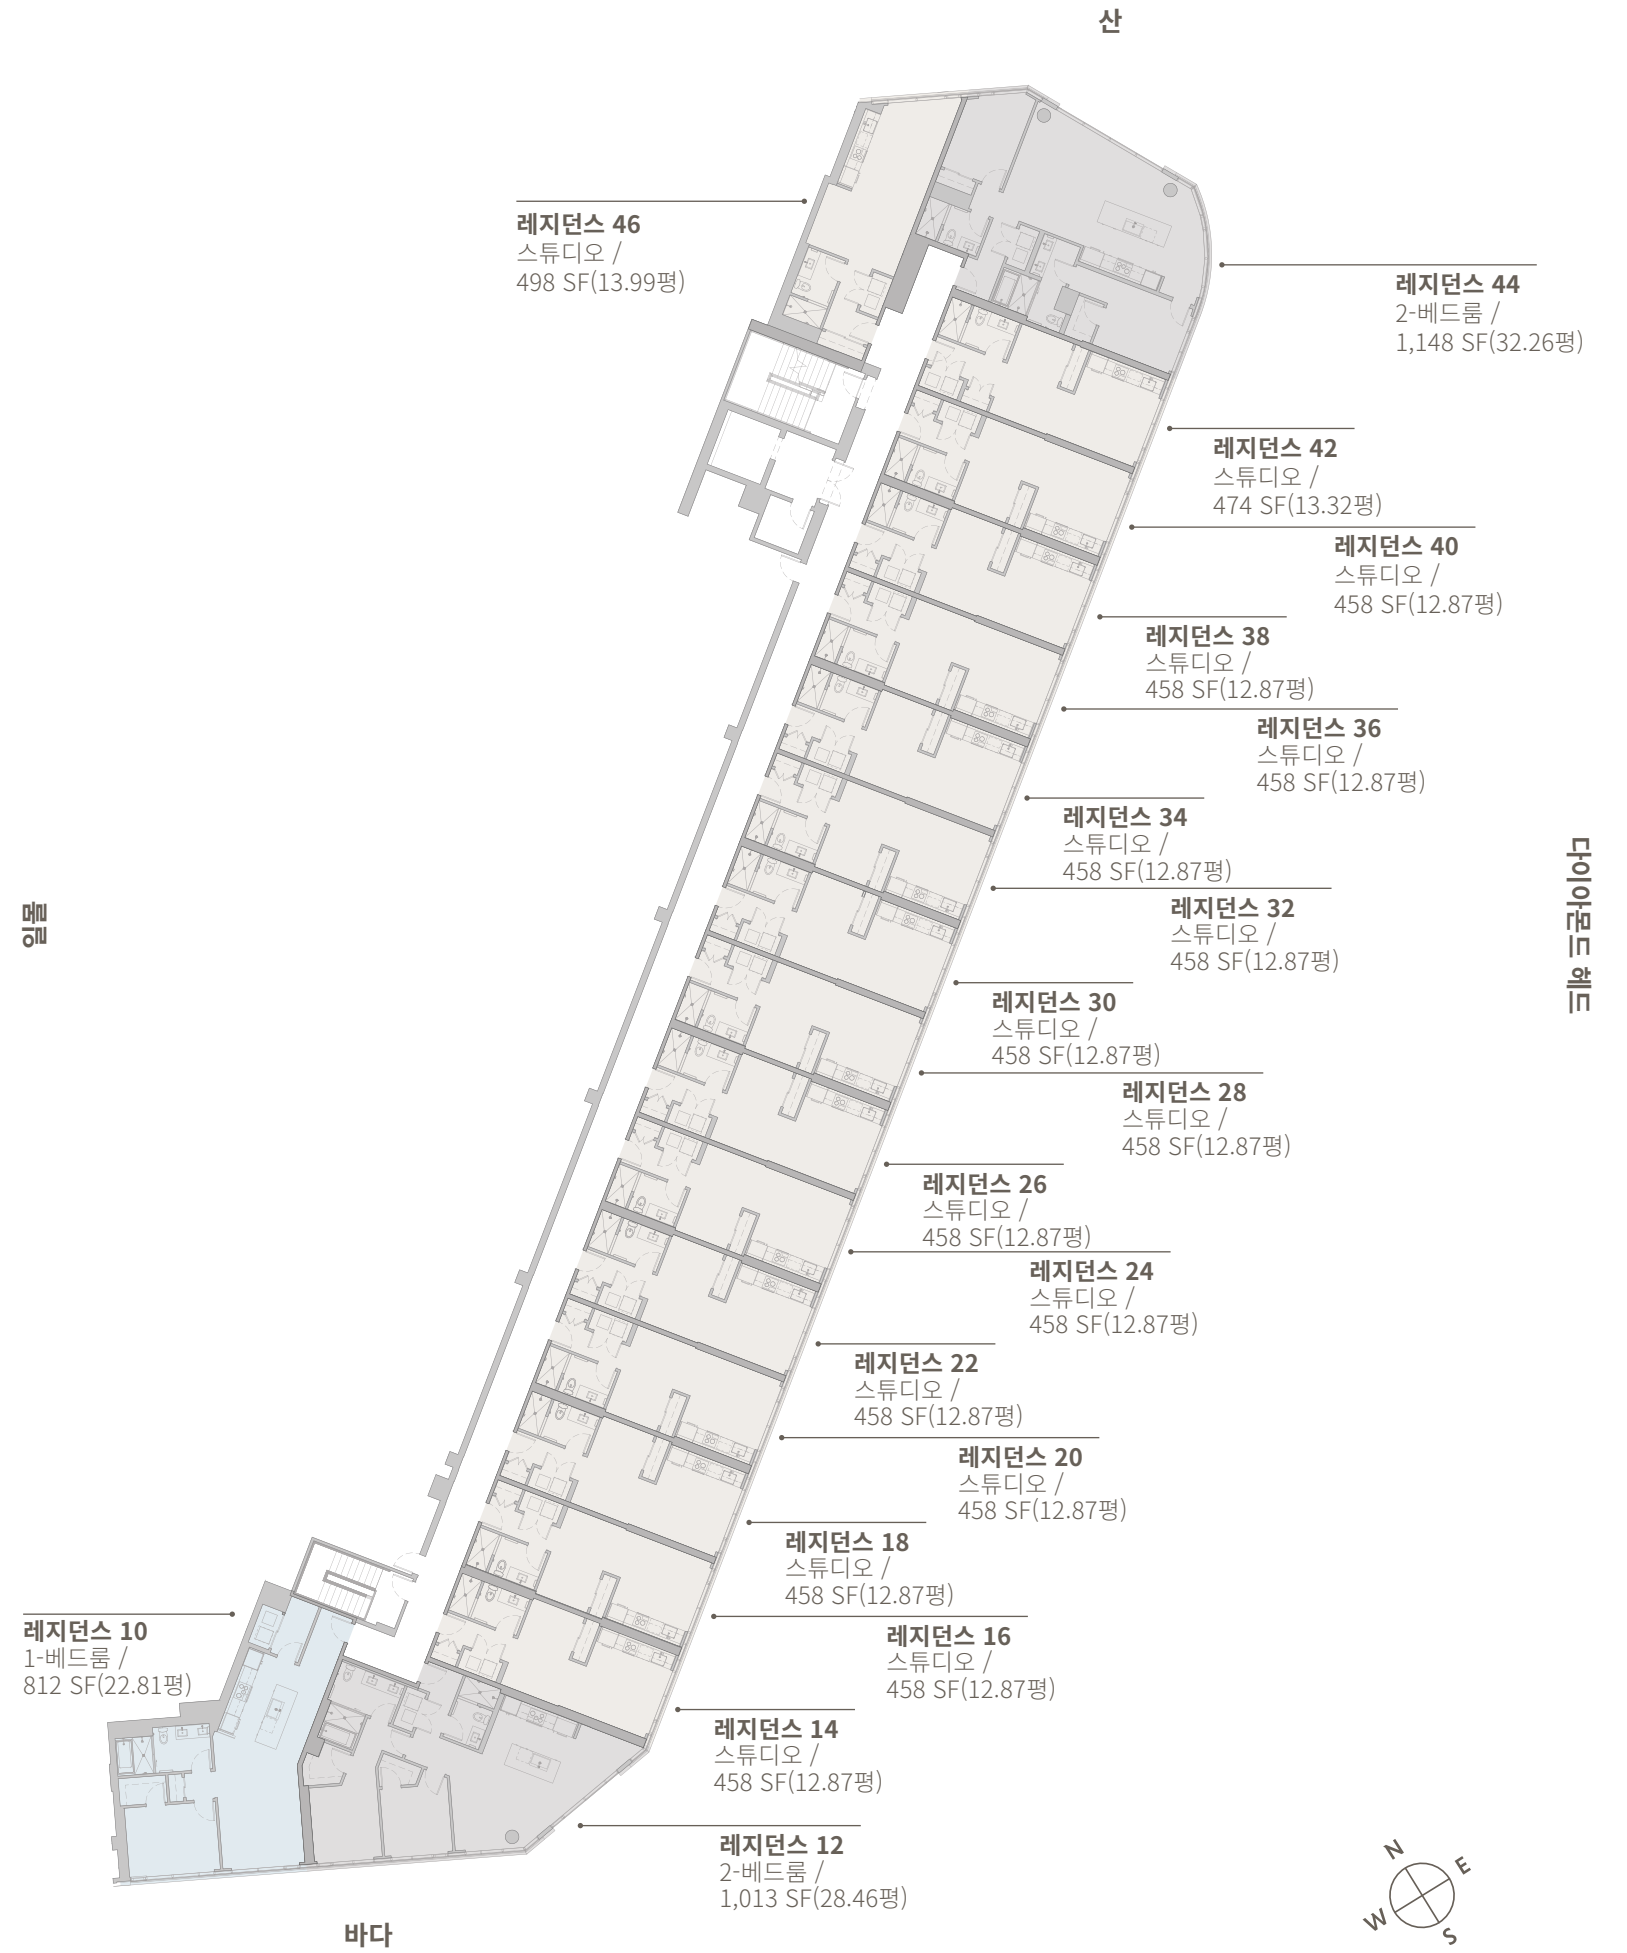 산
레지던스 46
스튜디오 /
498 SF(13.99평)
레지던스 44
2-베드룸 /
1,148 SF(32.26평)
레지던스 42
스튜디오 /
474 SF(13.32평)
레지던스 40
스튜디오 /
458 SF(12.87평)
레지던스 38
스튜디오 /
458 SF(12.87평)
레지던스 36
스튜디오 /
458 SF(12.87평)
레지던스 34
스튜디오 /
458 SF(12.87평)
레지던스 32
스튜디오 /
458 SF(12.87평)
일몰
다이아몬드 헤드
레지던스 30
스튜디오 /
458 SF(12.87평)
레지던스 28
스튜디오 /
458 SF(12.87평)
레지던스 26
스튜디오 /
458 SF(12.87평)
레지던스 24
스튜디오 /
458 SF(12.87평)
레지던스 22
스튜디오 /
458 SF(12.87평)
레지던스 20
스튜디오 /
458 SF(12.87평)
레지던스 18
스튜디오 /
458 SF(12.87평)
레지던스 16
스튜디오 /
458 SF(12.87평)
레지던스 10
1-베드룸 /
812 SF(22.81평)
레지던스 14
스튜디오 /
458 SF(12.87평)
레지던스 12
2-베드룸 /
1,013 SF(28.46평)
바다
N
E
W
S